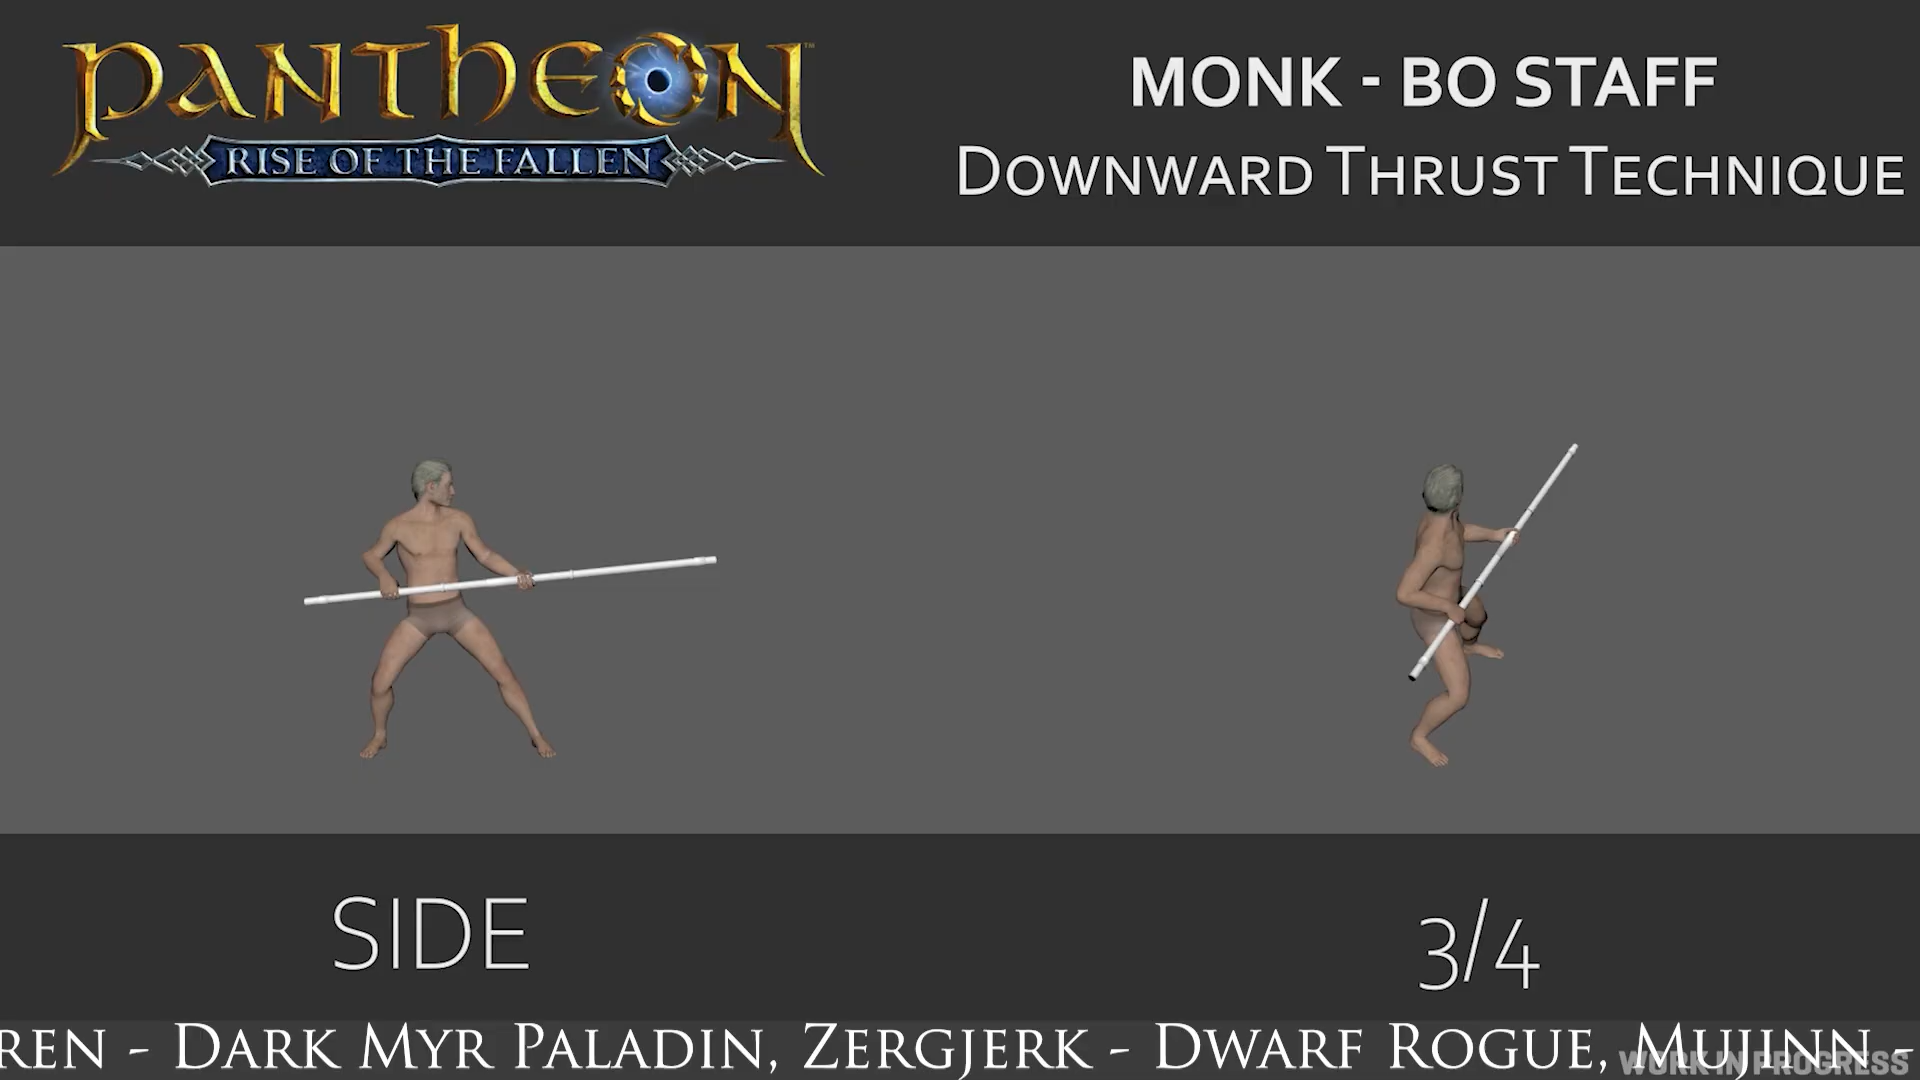 PANTHEON™
RISE OF THE FALLEN
MONK - BO STAFF
DOWNWARD THRUST TECHNIQUE
SIDE
3/4
REN - DARK MYR PALADIN, ZERGJERK - DWARF ROGUE, MUJINN -
WORK IN PROGRESS